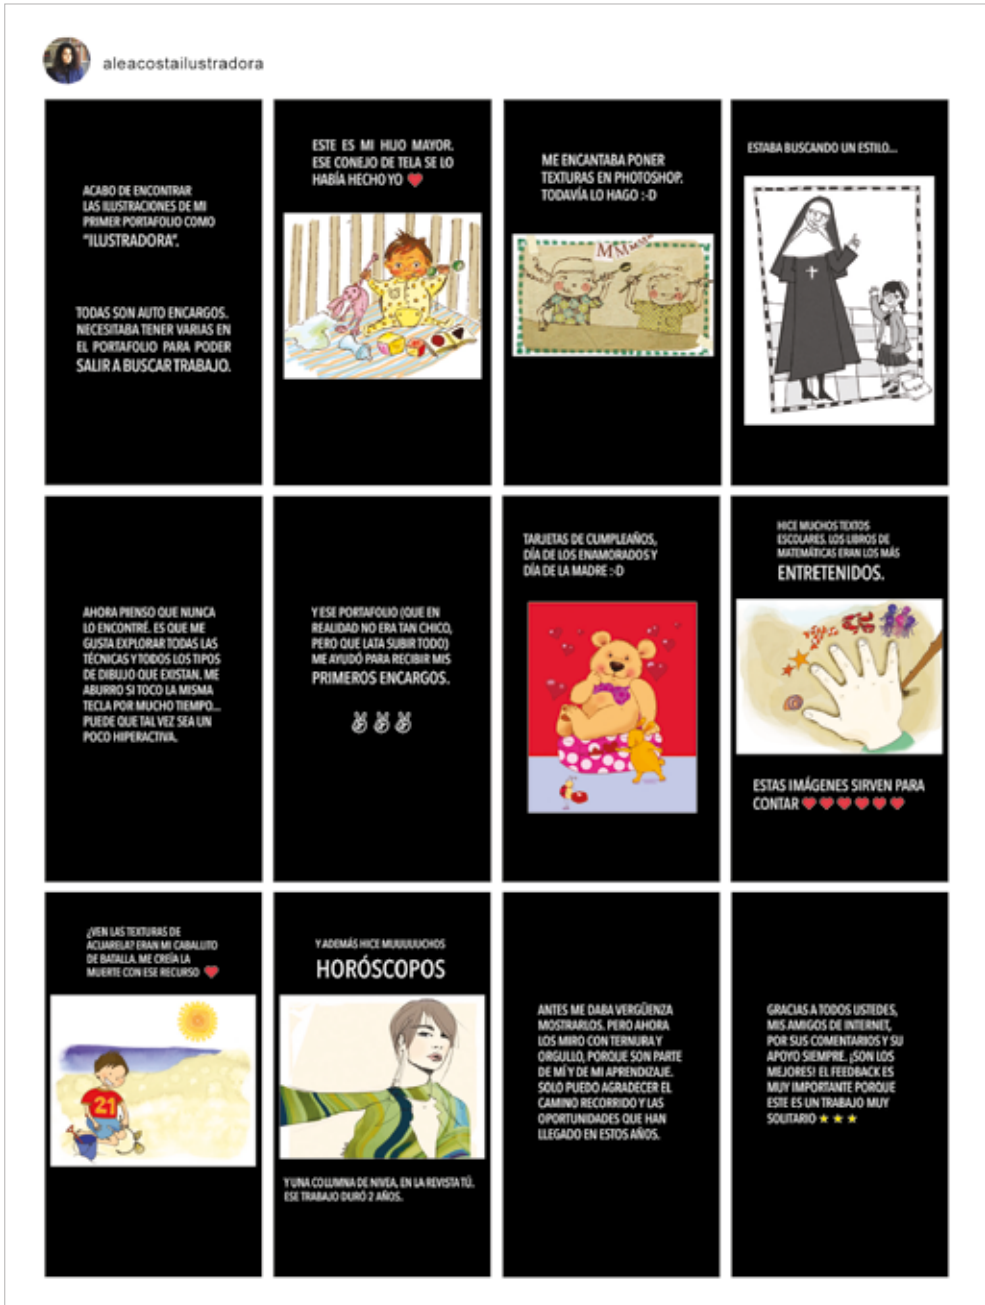 aleacostailustradora
ACABO DE ENCONTRAR
LAS ILUSTRACIONES DE MI
PRIMER PORTAFOLIO COMO
"ILUSTRADORA".
TODAS SON AUTO ENCARGOS.
NECESITABA TENER VARIAS EN
EL PORTAFOLIO PARA PODER
SALIR A BUSCAR TRABAJO.
ESTE ES MI HIJO MAYOR.
ESE CONEJO DE TELA SE LO
HABÍA HECHO YO ❤️
ME ENCANTABA PONER
TEXTURAS EN PHOTOSHOP.
TODAVÍA LO HAGO :-D
ESTABA BUSCANDO UN ESTILO...
AHORA PIENSO QUE NUNCA
LO ENCONTRÉ. ES QUE ME
GUSTA EXPLORAR TODAS LAS
TÉCNICAS Y TODOS LOS TIPOS
DE DIBUJO QUE EXISTAN. ME
ABURRO SI TOCO LA MISMA
TECLA POR MUCHO TIEMPO...
PUEDE QUE TAL VEZ SEA UN
POCO HIPERACTIVA.
Y ESE PORTAFOLIO (QUE EN
REALIDAD NO ERA TAN CHICO,
PERO QUE LATA SUBIR TODO)
ME AYUDÓ PARA RECIBIR MIS
PRIMEROS ENCARGOS.
✌✌✌
TARJETAS DE CUMPLEAÑOS,
DÍA DE LOS ENAMORADOS Y
DÍA DE LA MADRE :-D
HICE MUCHOS TEXTOS
ESCOLARES. LOS LIBROS DE
MATEMÁTICAS ERAN LOS MÁS
ENTRETENIDOS.
ESTAS IMÁGENES SIRVEN PARA
CONTAR ❤️❤️❤️❤️❤️❤️
¿VEN LAS TEXTURAS DE
ACUARELA? ERAN MI CABALLITO
DE BATALLA. ME CREÍA LA
MUERTE CON ESE RECURSO ❤️
21
Y ADEMÁS HICE MUUUUUCHOS
HORÓSCOPOS
Y UNA COLUMNA DE NIVEA, EN LA REVISTA TÚ.
ESE TRABAJO DURÓ 2 AÑOS.
ANTES ME DABA VERGÜENZA
MOSTRARLOS. PERO AHORA
LOS MIRO CON TERNURA Y
ORGULLO, PORQUE SON PARTE
DE MÍ Y DE MI APRENDIZAJE.
SOLO PUEDO AGRADECER EL
CAMINO RECORRIDO Y LAS
OPORTUNIDADES QUE HAN
LLEGADO EN ESTOS AÑOS.
GRACIAS A TODOS USTEDES,
MIS AMIGOS DE INTERNET,
POR SUS COMENTARIOS Y SU
APOYO SIEMPRE. ¡SON LOS
MEJORES! EL FEEDBACK ES
MUY IMPORTANTE PORQUE
ESTE ES UN TRABAJO MUY
SOLITARIO ★ ★ ★